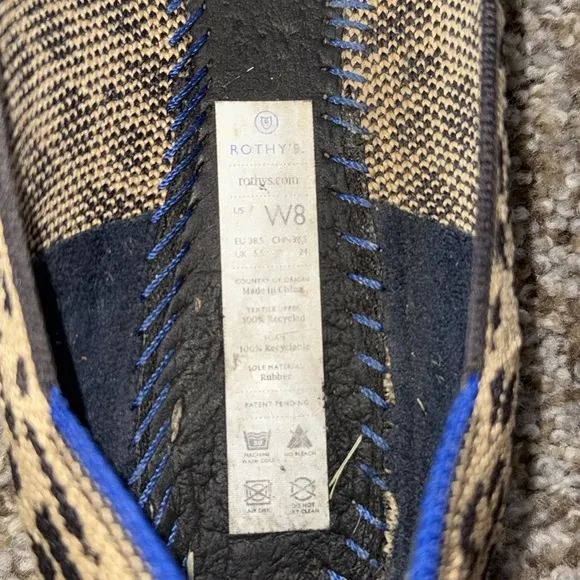 ROTHY'S
rothys.com
US W8
EU 38.5 CHN
UK 5.5 24
COUNTRY OF ORIGIN
Made in China
TEXTILE UPPER
100% Recycled
100% Recyclable
SOLE MATERIAL
Rubber
PATENT PENDING
MACHINE NO BLEACH
WASH COLD
AIR DRY DO NOT
DRY CLEAN